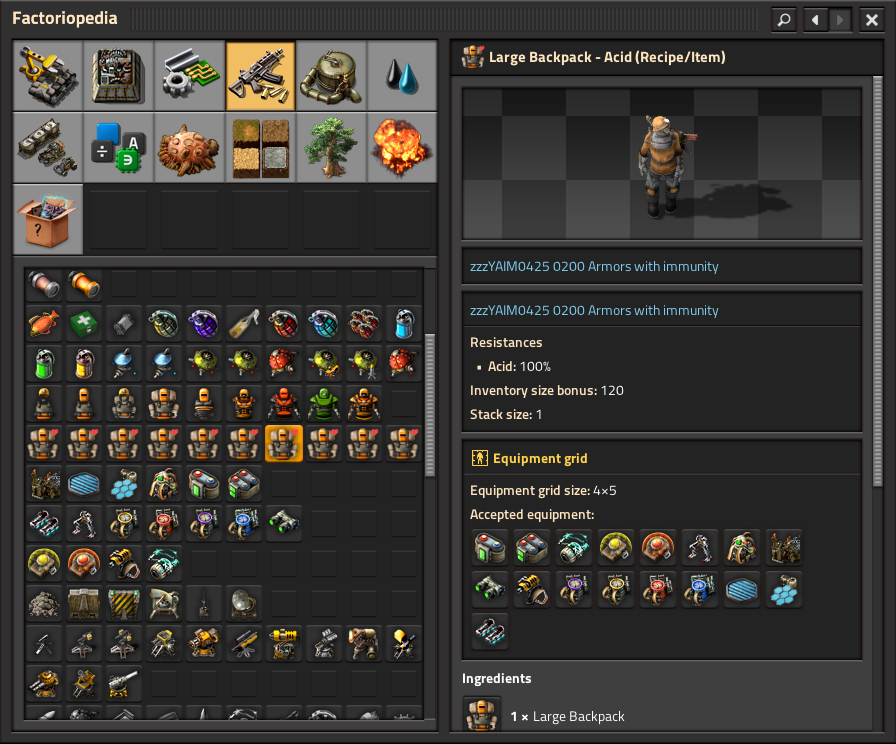 Factoriopedia
Large Backpack - Acid (Recipe/Item)
zzzYAIM0425 0200 Armors with immunity
zzzYAIM0425 0200 Armors with immunity
Resistances
• Acid: 100%
Inventory size bonus: 120
Stack size: 1
Equipment grid
Equipment grid size: 4×5
Accepted equipment:
Ingredients
1 × Large Backpack